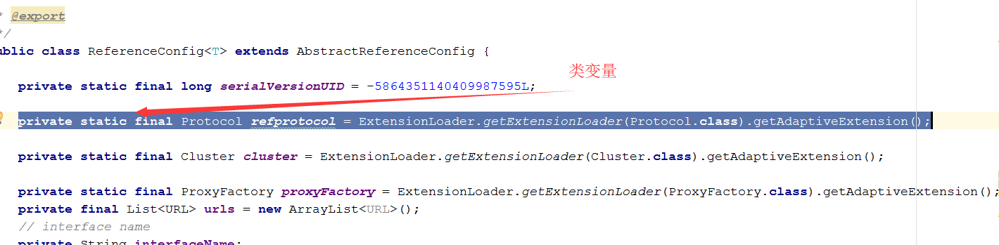 * @export
*/
ublic class ReferenceConfig<T> extends AbstractReferenceConfig {
类变量
private static final long serialVersionUID = -5864351140409987595L;
private static final Protocol refprotocol = ExtensionLoader.getExtensionLoader(Protocol.class).getAdaptiveExtension();
private static final Cluster cluster = ExtensionLoader.getExtensionLoader(Cluster.class).getAdaptiveExtension();
private static final ProxyFactory proxyFactory = ExtensionLoader.getExtensionLoader(ProxyFactory.class).getAdaptiveExtension();
private final List<URL> urls = new ArrayList<URL>();
// interface name
private String interfaceName;